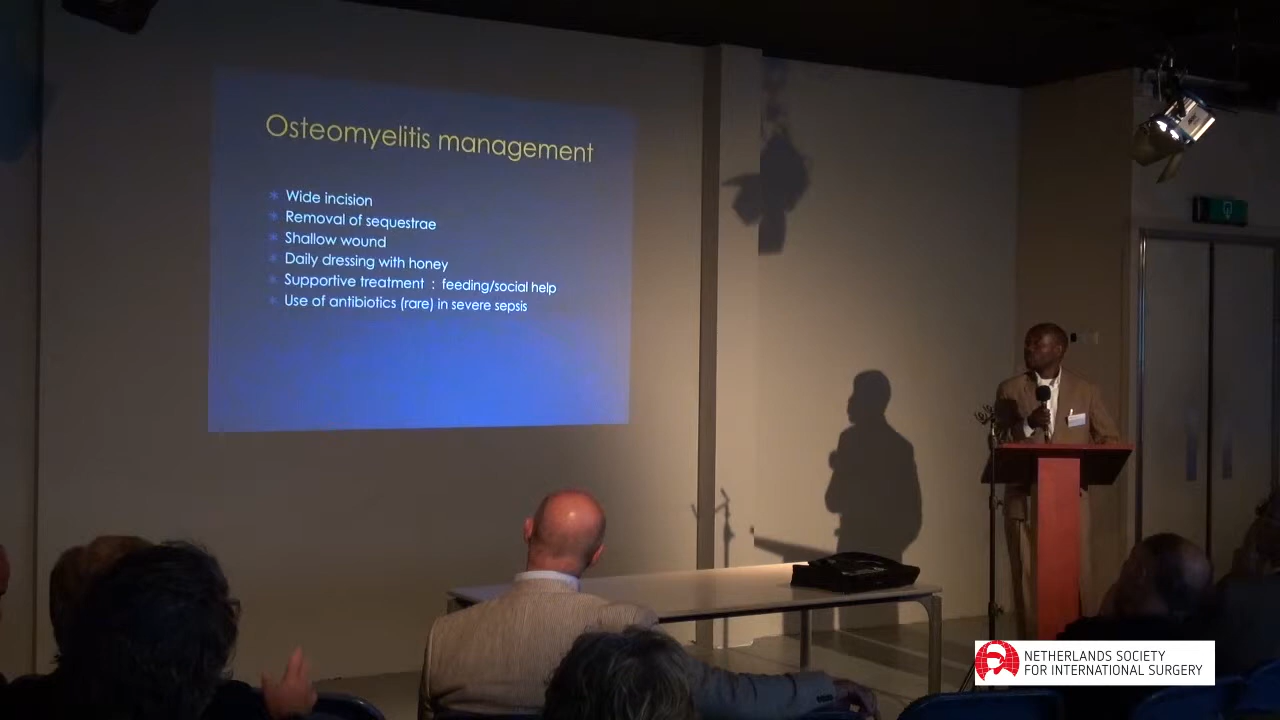 Osteomyelitis management
* Wide incision
* Removal of sequestrae
* Shallow wound
* Daily dressing with honey
* Supportive treatment : feeding/social help
* Use of antibiotics (rare) in severe sepsis
NETHERLANDS SOCIETY
FOR INTERNATIONAL SURGERY